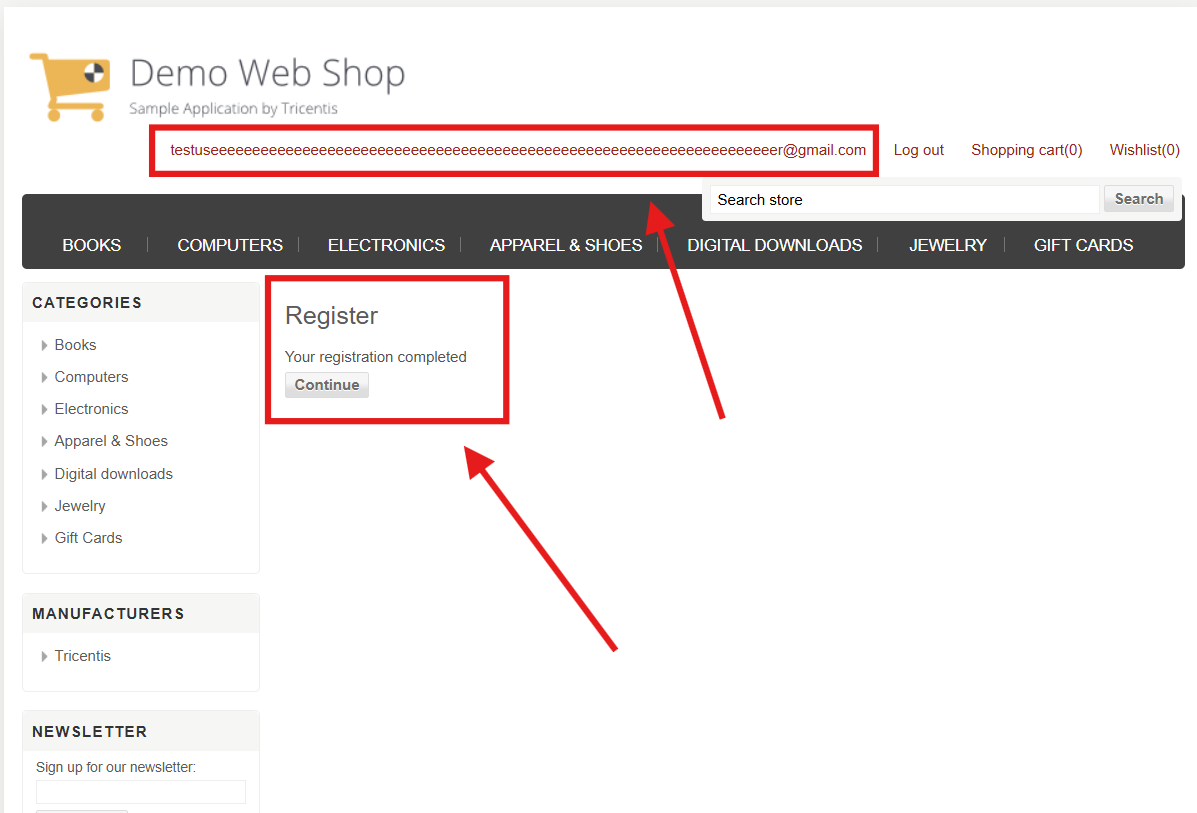 Demo Web Shop
Sample Application by Tricentis
testuseeeeeeeeeeeeeeeeeeeeeeeeeeeeeeeeeeeeeeeeeeeeeeeeeeeeeeeeeeeeeeeeeeeer@gmail.com Log out Shopping cart(0) Wishlist(0)
Search store Search
BOOKS COMPUTERS ELECTRONICS APPAREL & SHOES DIGITAL DOWNLOADS JEWELRY GIFT CARDS
CATEGORIES
Books
Computers
Electronics
Apparel & Shoes
Digital downloads
Jewelry
Gift Cards
MANUFACTURERS
Tricentis
NEWSLETTER
Sign up for our newsletter:
Register
Your registration completed
Continue